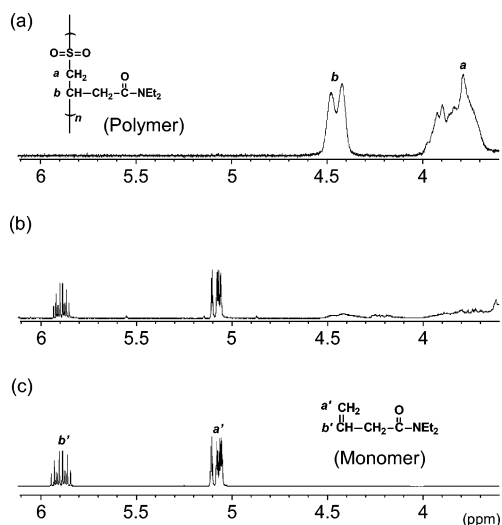 (a)
O=S=O
a CH₂
b CH—CH₂—C—NEt₂
O
n
(Polymer)
b
a
6 5.5 5 4.5 4
(b)
6 5.5 5 4.5 4
(c)
b'
a'
a' CH₂
O
b' CH—CH₂—C—NEt₂
(Monomer)
6 5.5 5 4.5 4 (ppm)